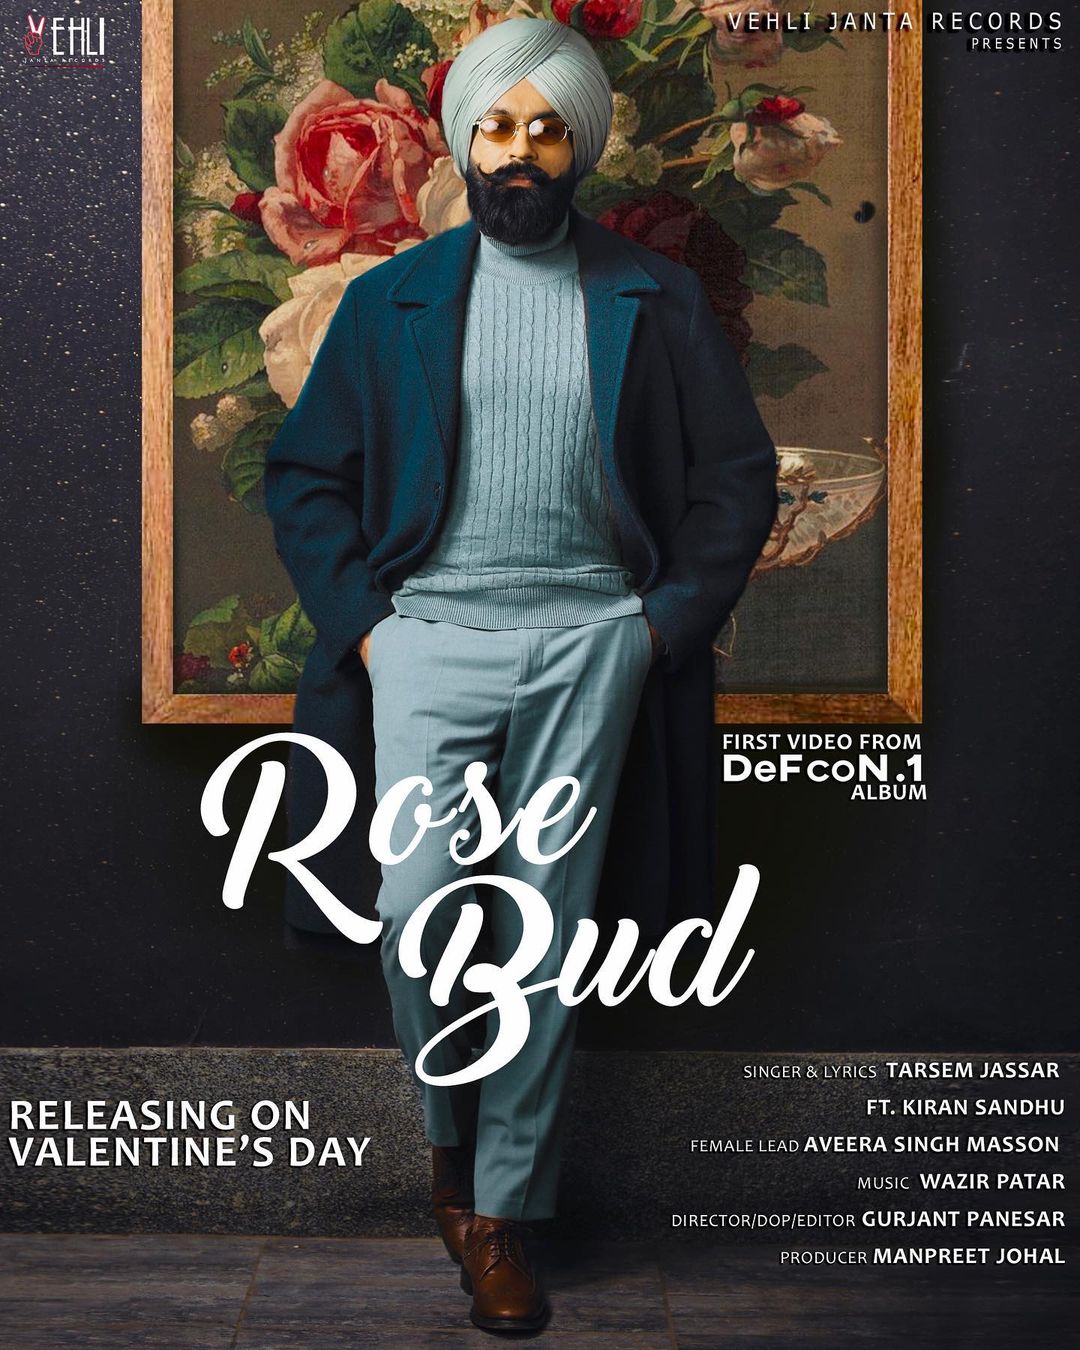 VEHLI
JANTA RECORDS
VEHLI JANTA RECORDS
PRESENTS
FIRST VIDEO FROM
DeFcoN.1
ALBUM
Rose
Bud
RELEASING ON
VALENTINE'S DAY
SINGER & LYRICS TARSEM JASSAR
FT. KIRAN SANDHU
FEMALE LEAD AVEERA SINGH MASSON
MUSIC WAZIR PATAR
DIRECTOR/DOP/EDITOR GURJANT PANESAR
PRODUCER MANPREET JOHAL